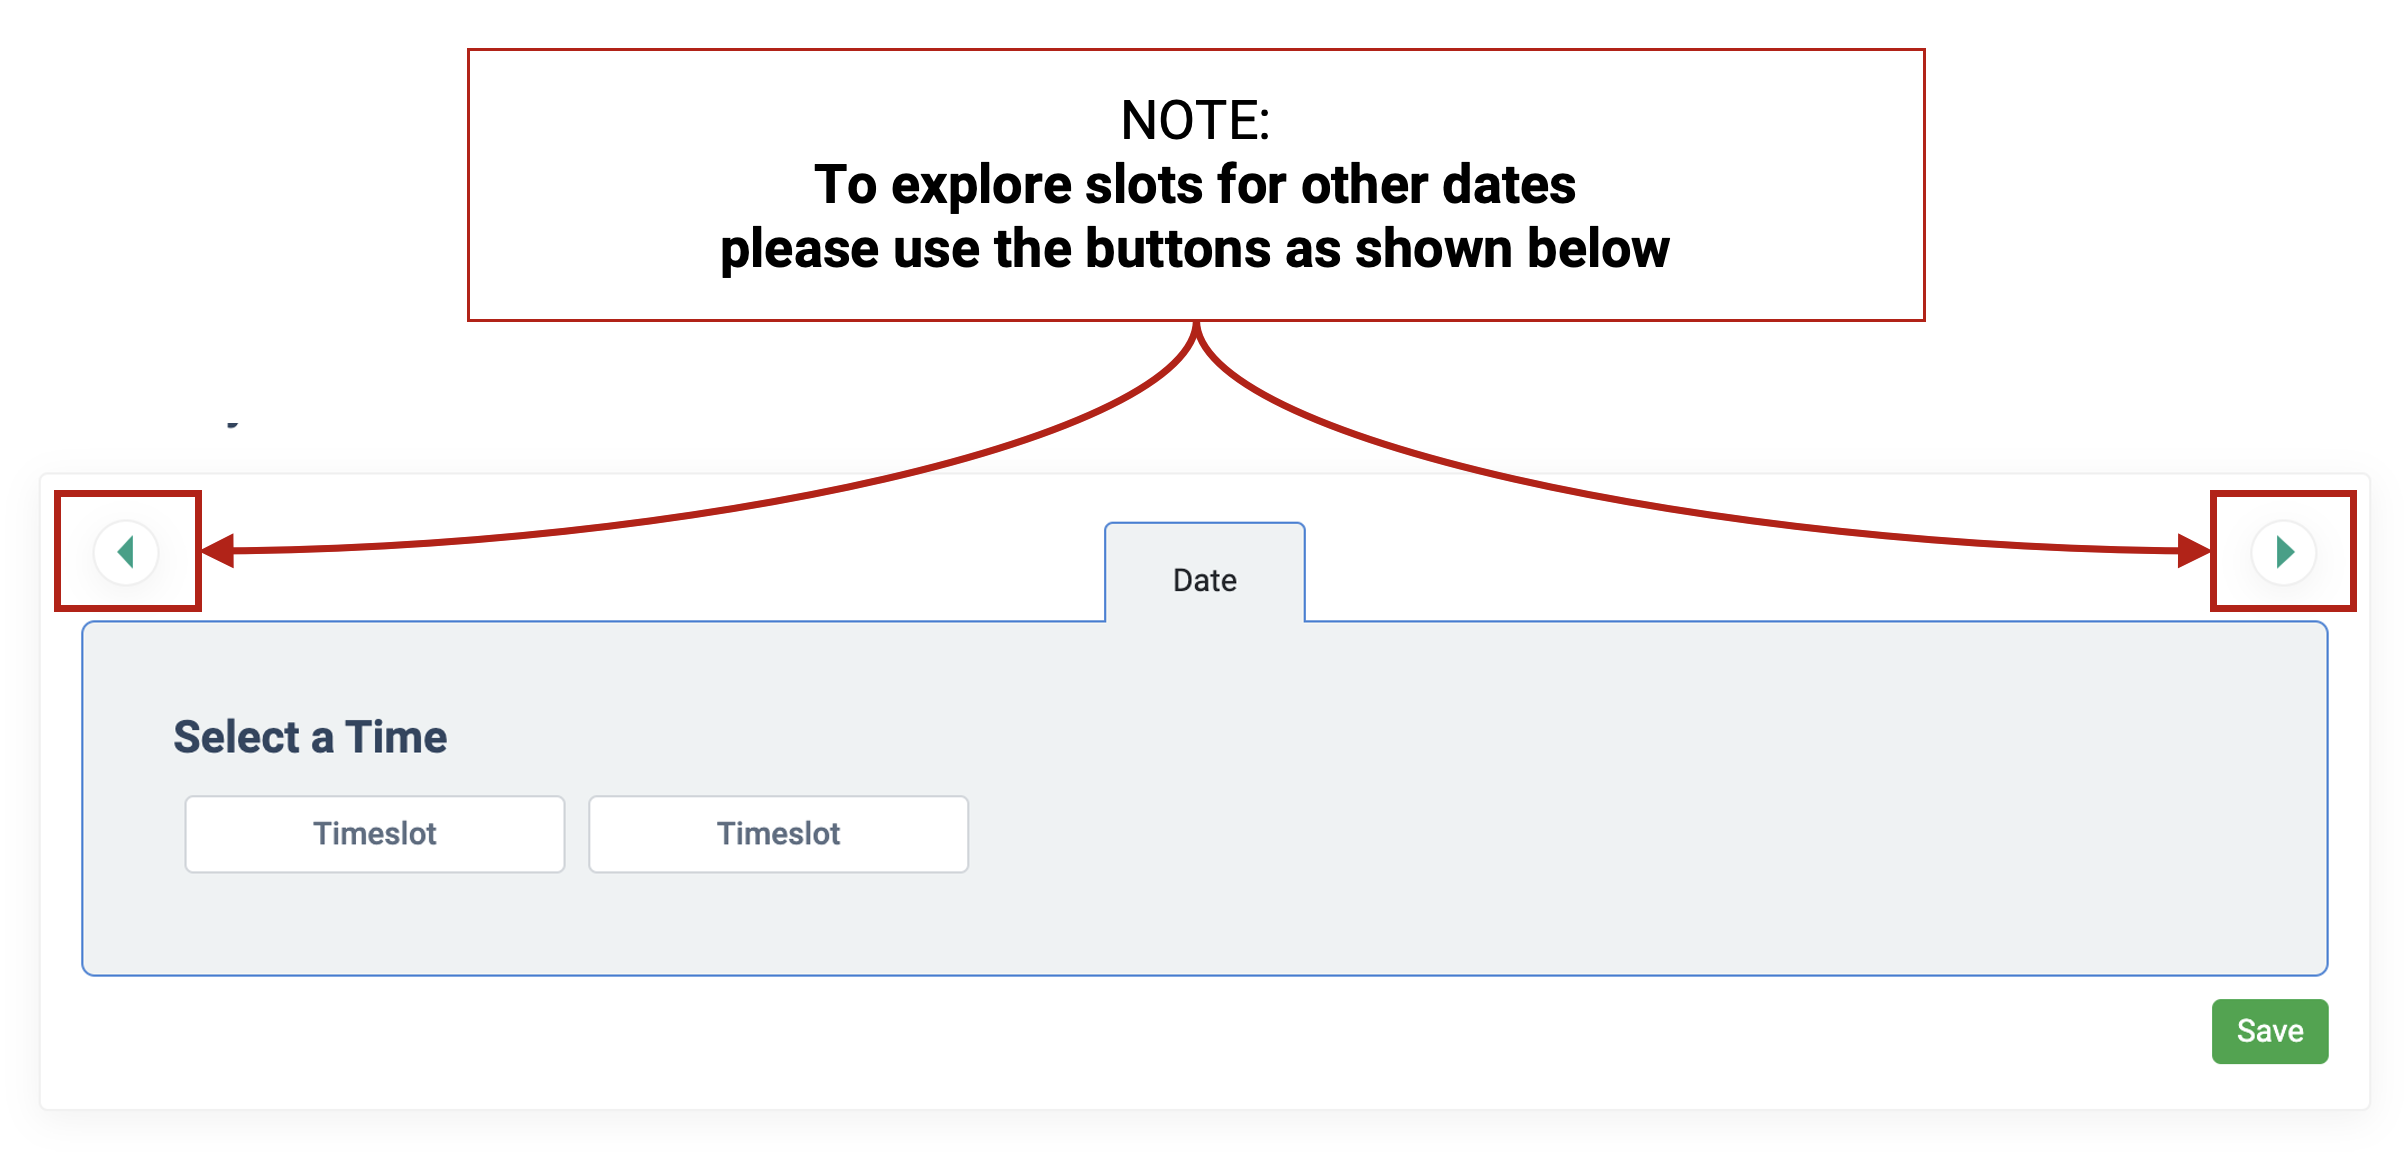 NOTE:
To explore slots for other dates
please use the buttons as shown below
Date
Select a Time
Timeslot Timeslot
Save